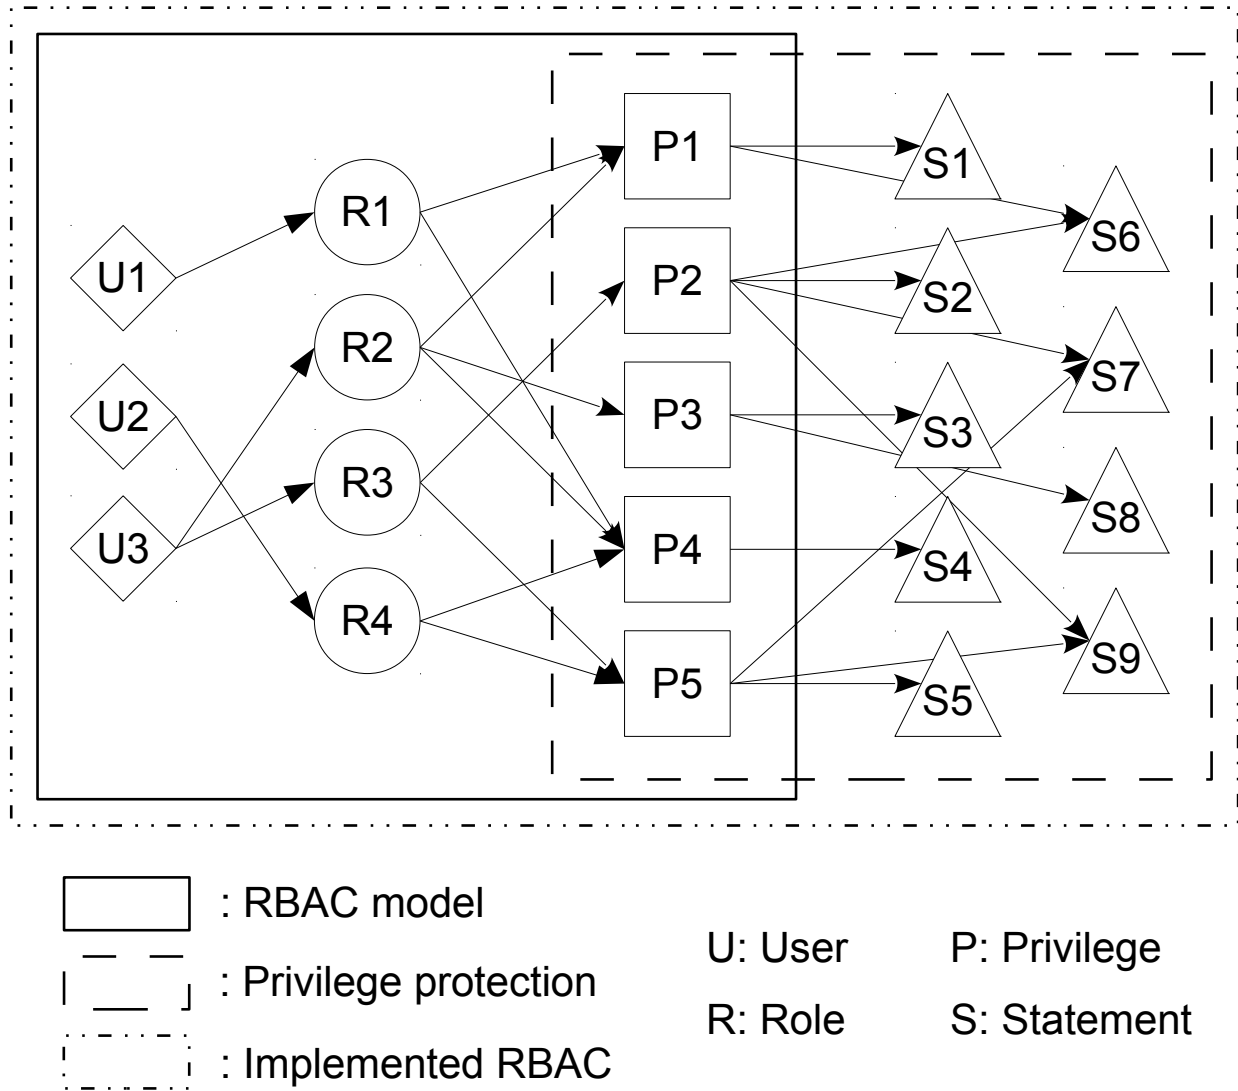 P1
S1
R1
S6
U1
P2
S2
R2
S7
U2
P3
S3
R3
S8
U3
P4
S4
R4
S9
P5
S5
: RBAC model
: Privilege protection
: Implemented RBAC
U: User
P: Privilege
R: Role
S: Statement